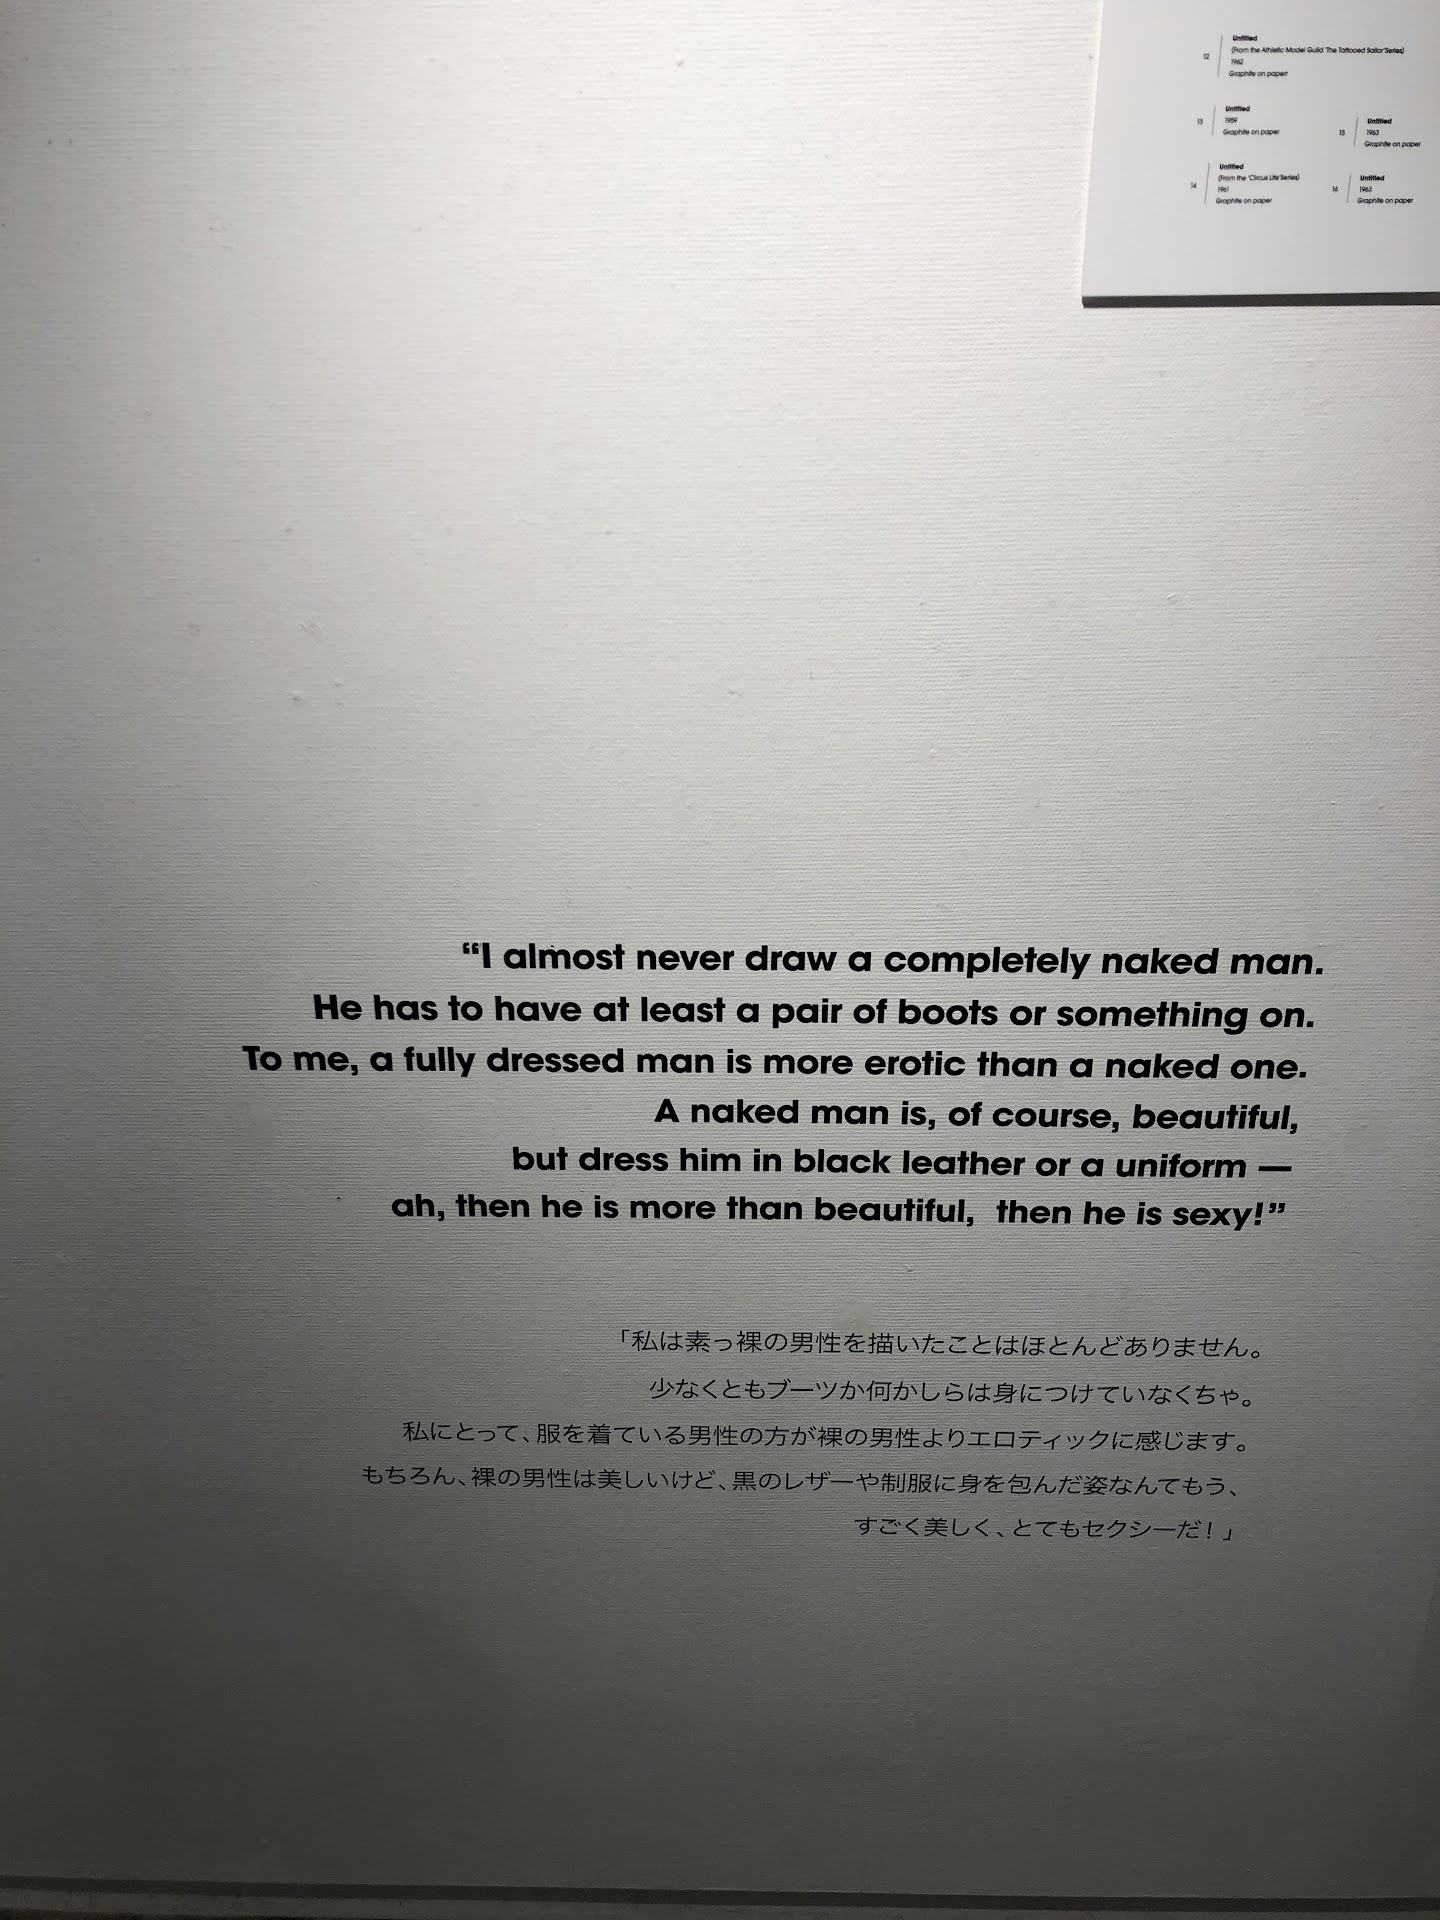 12
Untitled
(From the Athletic Model Guild 'The Tattooed Sailor' Series)
1962
Graphite on paperr
13
Untitled
1959
Graphite on paper
14
Untitled
(From the 'Circus Life' Series)
1961
Graphite on paper
15
Untitled
1963
Graphite on paper
16
Untitled
1963
Graphite on paper
“I almost never draw a completely naked man.
He has to have at least a pair of boots or something on.
To me, a fully dressed man is more erotic than a naked one.
A naked man is, of course, beautiful,
but dress him in black leather or a uniform —
ah, then he is more than beautiful, then he is sexy!”
「私は素っ裸の男性を描いたことはほとんどありません。
少なくともブーツか何かしらは身につけていなくちゃ。
私にとって、服を着ている男性の方が裸の男性よりエロティックに感じます。
もちろん、裸の男性は美しいけど、黒のレザーや制服に身を包んだ姿なんてもう、
すごく美しく、とてもセクシーだ！」